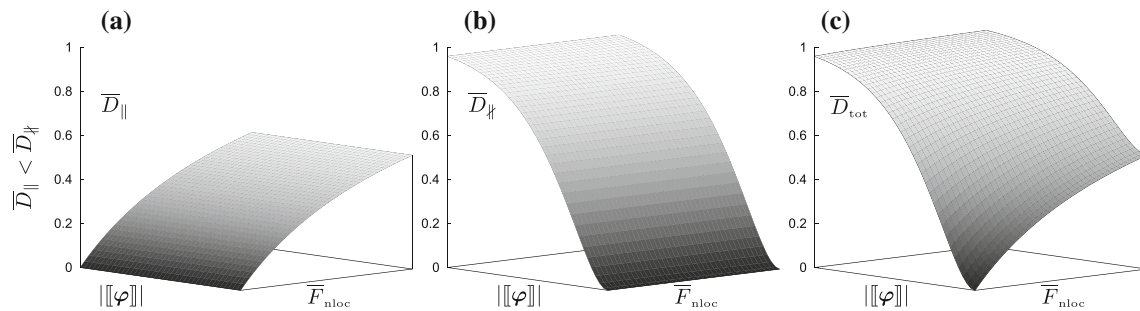 (a)
(b)
(c)
1
0.8
0.6
0.4
0.2
0
D̅∥ < D̅∦
D̅∥
|⟦φ⟧|
F̅nloc
1
0.8
0.6
0.4
0.2
0
D̅∦
|⟦φ⟧|
F̅nloc
1
0.8
0.6
0.4
0.2
0
D̅tot
|⟦φ⟧|
F̅nloc